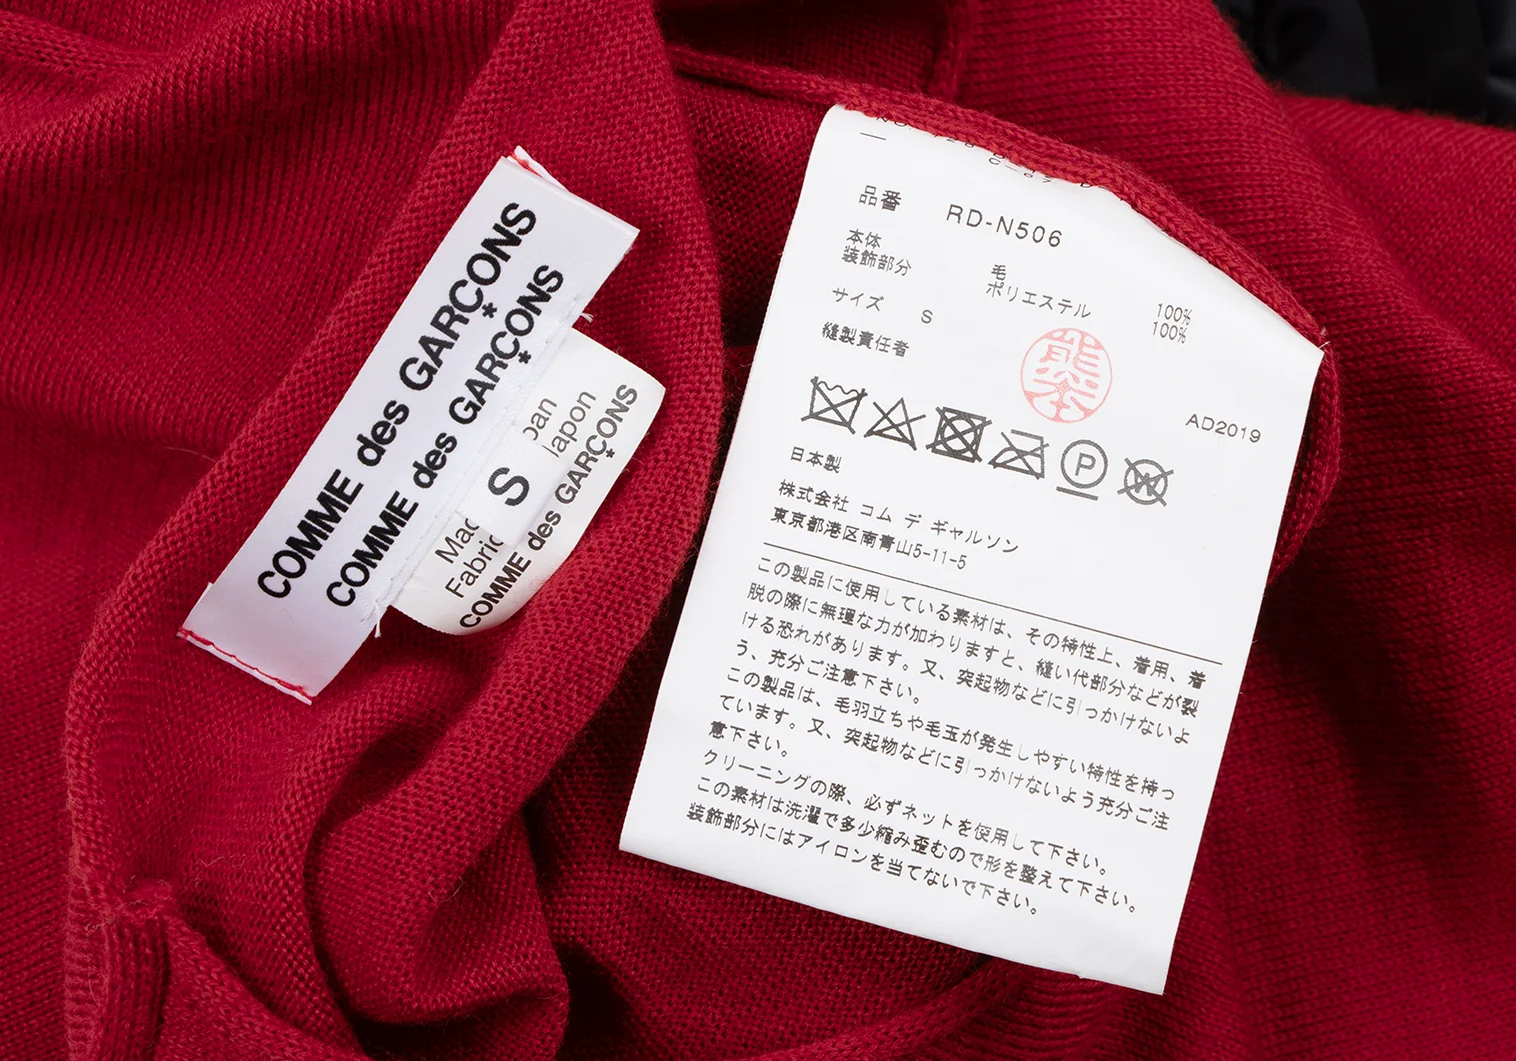 COMME des GARÇONS
COMME des GARÇONS
S
COMME des GARÇONS
品番 RD-N506
本体 毛 100%
装飾部分 ポリエステル 100%
サイズ S
縫製責任者
AD2019
P
W
日本製
株式会社 コム デ ギャルソン
東京都港区南青山5-11-5
この製品に使用している素材は、その特性上、着用、着
脱の際に無理な力が加わりますと、縫い代部分などが裂
ける恐れがあります。又、突起物などに引っかけないよ
う、充分ご注意下さい。
この製品は、毛羽立ちや毛玉が発生しやすい特性を持っ
ています。又、突起物などに引っかけないよう充分ご注
意下さい。
クリーニングの際、必ずネットを使用して下さい。
この素材は洗濯で多少縮み歪むので形を整えて下さい。
装飾部分にはアイロンを当てないで下さい。